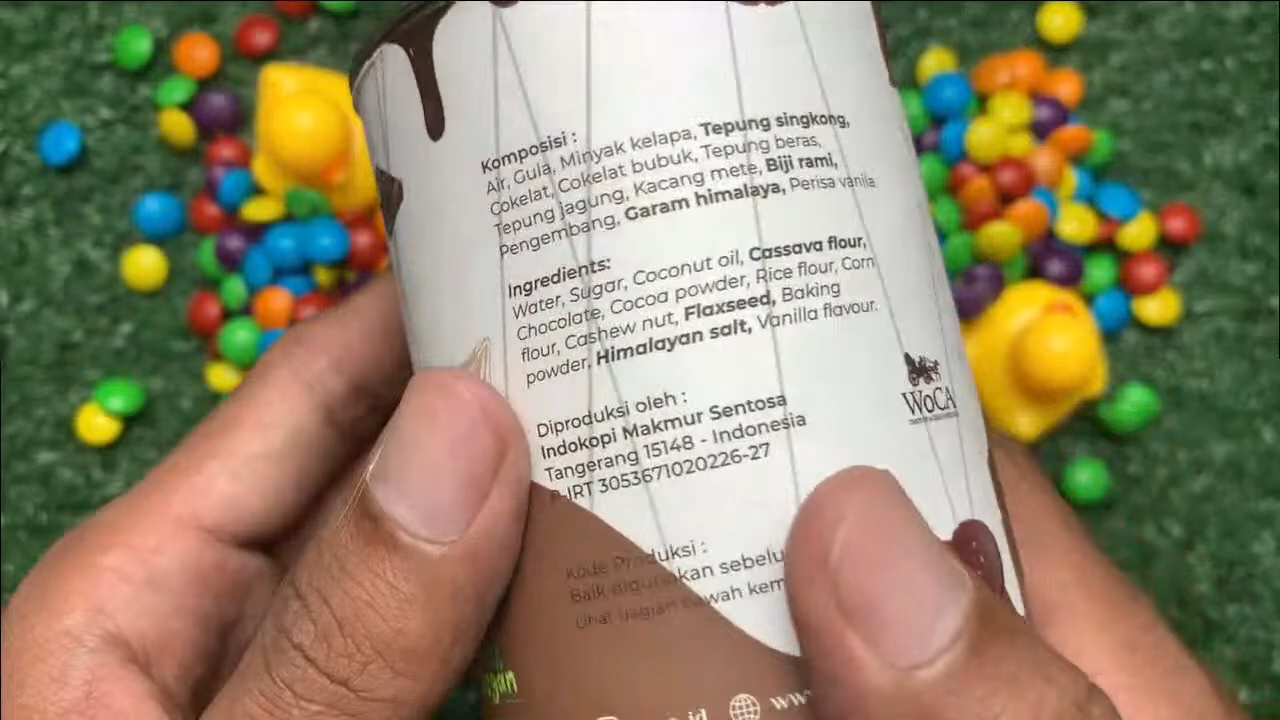 Komposisi :
Air, Gula, Minyak kelapa, Tepung singkong,
Cokelat, Cokelat bubuk, Tepung beras,
Tepung jagung, Kacang mete, Biji rami,
Pengembang, Garam himalaya, Perisa vanila
Ingredients:
Water, Sugar, Coconut oil, Cassava flour,
Chocolate, Cocoa powder, Rice flour, Corn
flour, Cashew nut, Flaxseed, Baking
powder, Himalayan salt, Vanilla flavour.
WoCA
Diproduksi oleh :
Indokopi Makmur Sentosa
Tangerang 15148 - Indonesia
P-IRT 3053671020226-27
Kode Produksi :
Baik digunakan
Lihat bagian bawah